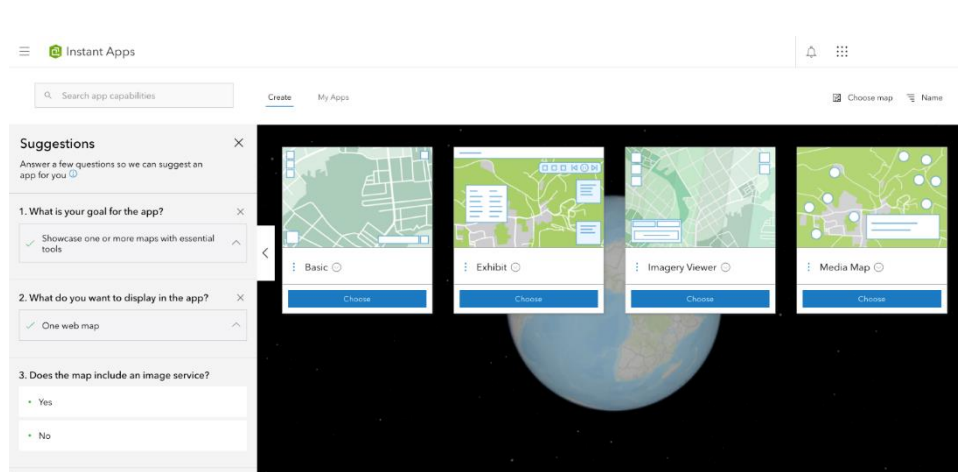 Instant Apps
Search app capabilities
Create
My Apps
Choose map
Name
Suggestions
Answer a few questions so we can suggest an
app for you
1. What is your goal for the app?
Showcase one or more maps with essential
tools
2. What do you want to display in the app?
One web map
3. Does the map include an image service?
Yes
No
Basic
Exhibit
Imagery Viewer
Media Map
Choose
Choose
Choose
Choose